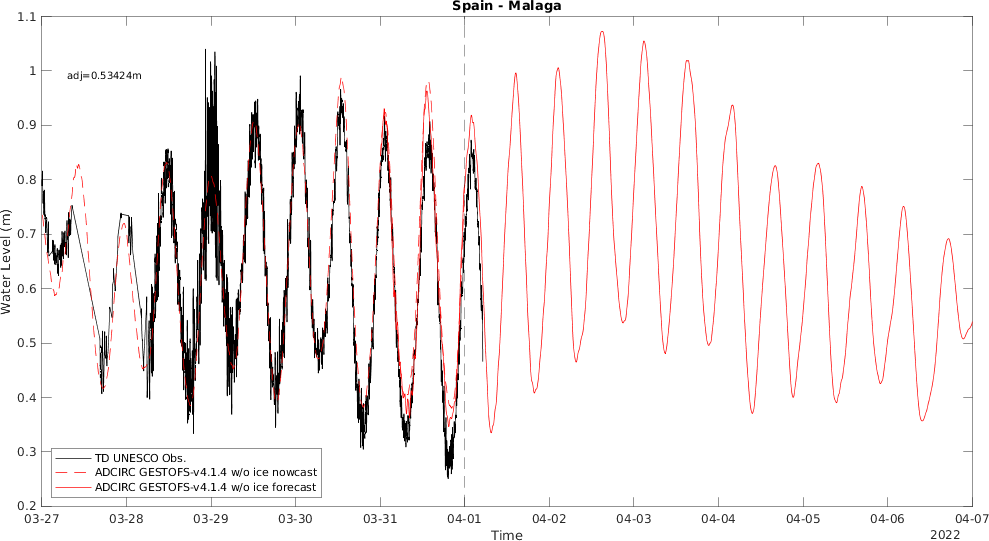 Spain - Malaga
1.1
1
0.9
0.8
0.7
0.6
0.5
0.4
0.3
0.2
Water Level (m)
adj=0.53424m
TD UNESCO Obs.
ADCIRC GESTOFS-v4.1.4 w/o ice nowcast
ADCIRC GESTOFS-v4.1.4 w/o ice forecast
03-27 03-28 03-29 03-30 03-31 04-01 04-02 04-03 04-04 04-05 04-06 04-07
Time
2022